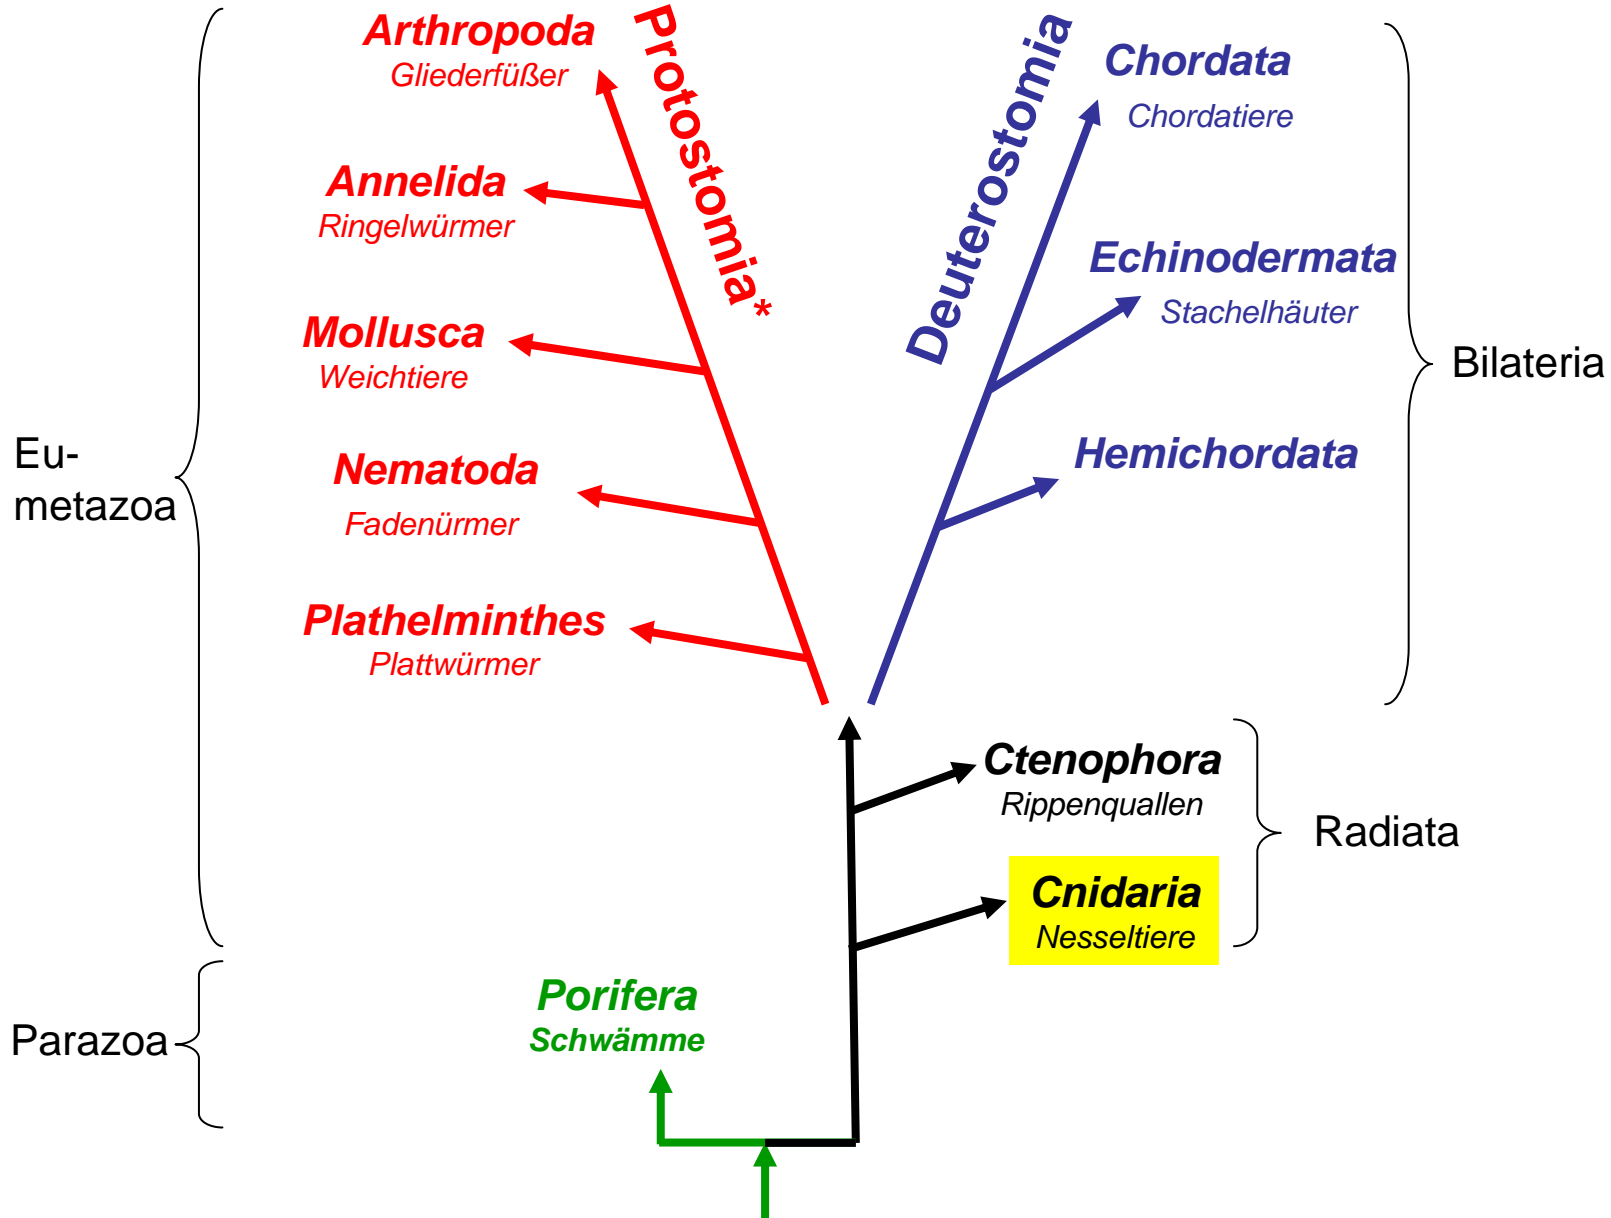 Arthropoda
Gliederfüßer
Annelida
Ringelwürmer
Mollusca
Weichtiere
Nematoda
Fadenürmer
Plathelminthes
Plattwürmer
Protostomia*
Deuterostomia
Chordata
Chordatiere
Echinodermata
Stachelhäuter
Hemichordata
Bilateria
Eu-
metazoa
Ctenophora
Rippenquallen
Cnidaria
Nesseltiere
Radiata
Porifera
Schwämme
Parazoa